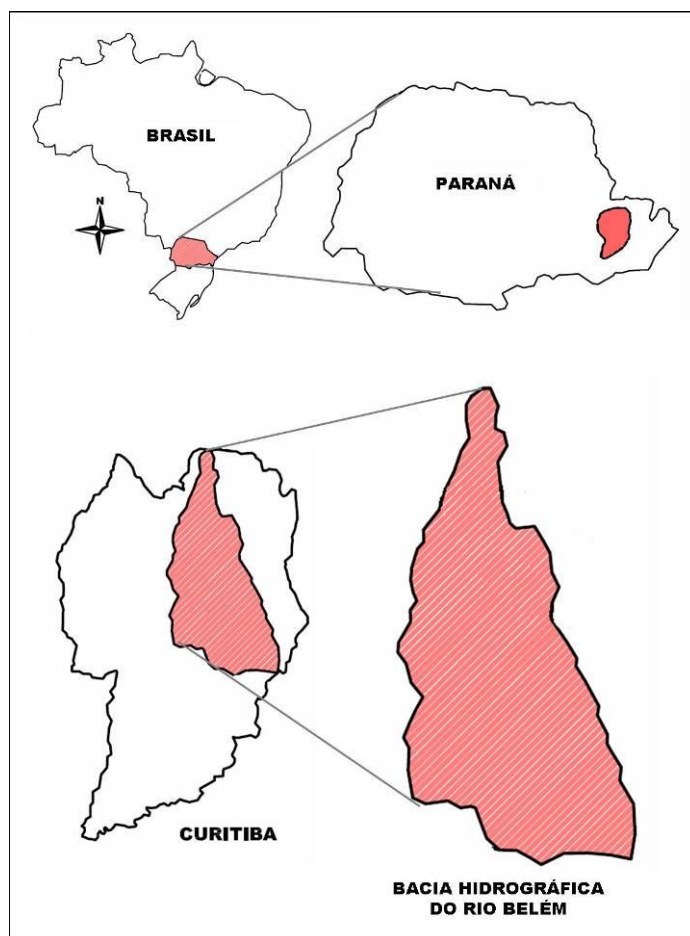 BRASIL
PARANÁ
N
CURITIBA
BACIA HIDROGRÁFICA
DO RIO BELÉM